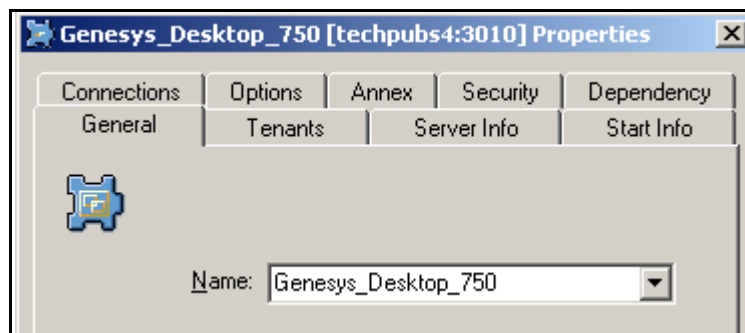 Genesys_Desktop_750 [techpubs4:3010] Properties
Connections Options Annex Security Dependency
General Tenants Server Info Start Info
Name: Genesys_Desktop_750